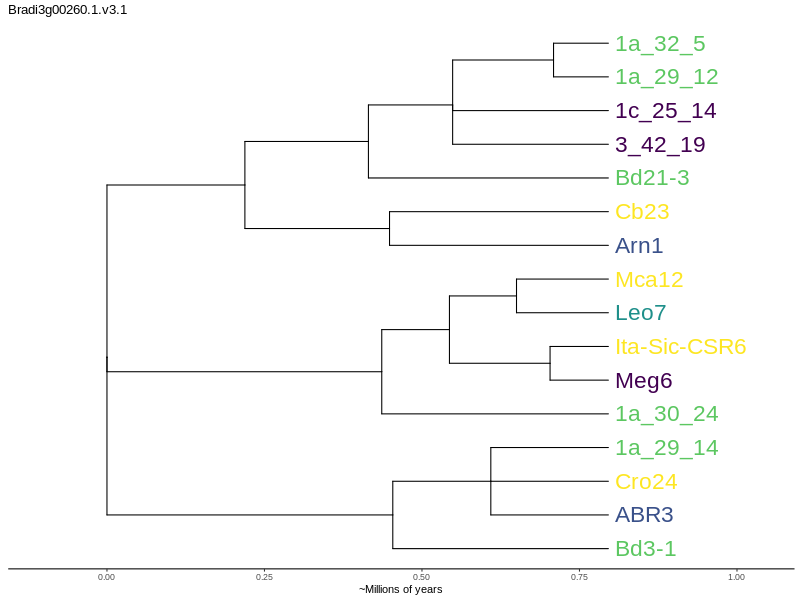 Bradi3g00260.1.v3.1
1a_32_5
1a_29_12
1c_25_14
3_42_19
Bd21-3
Cb23
Arn1
Mca12
Leo7
Ita-Sic-CSR6
Meg6
1a_30_24
1a_29_14
Cro24
ABR3
Bd3-1
0.00 0.25 0.50 0.75 1.00
~Millions of years